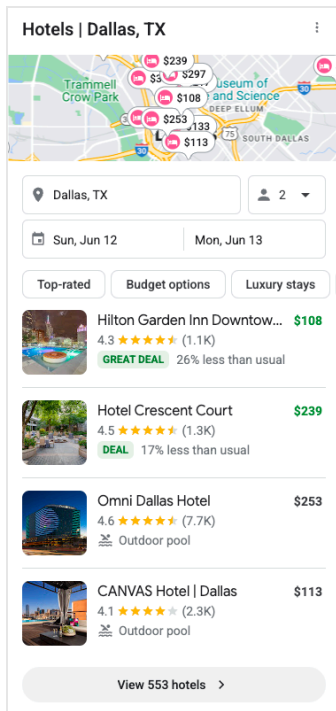 Hotels | Dallas, TX
$239
$297
Trammell
Crow Park
useum of
and Science
$108
DEEP ELLUM
30
$253
$133
75
SOUTH DALLAS
$113
30
Dallas, TX
2
Sun, Jun 12
Mon, Jun 13
Top-rated
Budget options
Luxury stays
Hilton Garden Inn Downtow... $108
4.3 ★★★★★ (1.1K)
GREAT DEAL 26% less than usual
Hotel Crescent Court $239
4.5 ★★★★★ (1.3K)
DEAL 17% less than usual
Omni Dallas Hotel $253
4.6 ★★★★★ (7.7K)
Outdoor pool
CANVAS Hotel | Dallas $113
4.1 ★★★★★ (2.3K)
Outdoor pool
View 553 hotels >